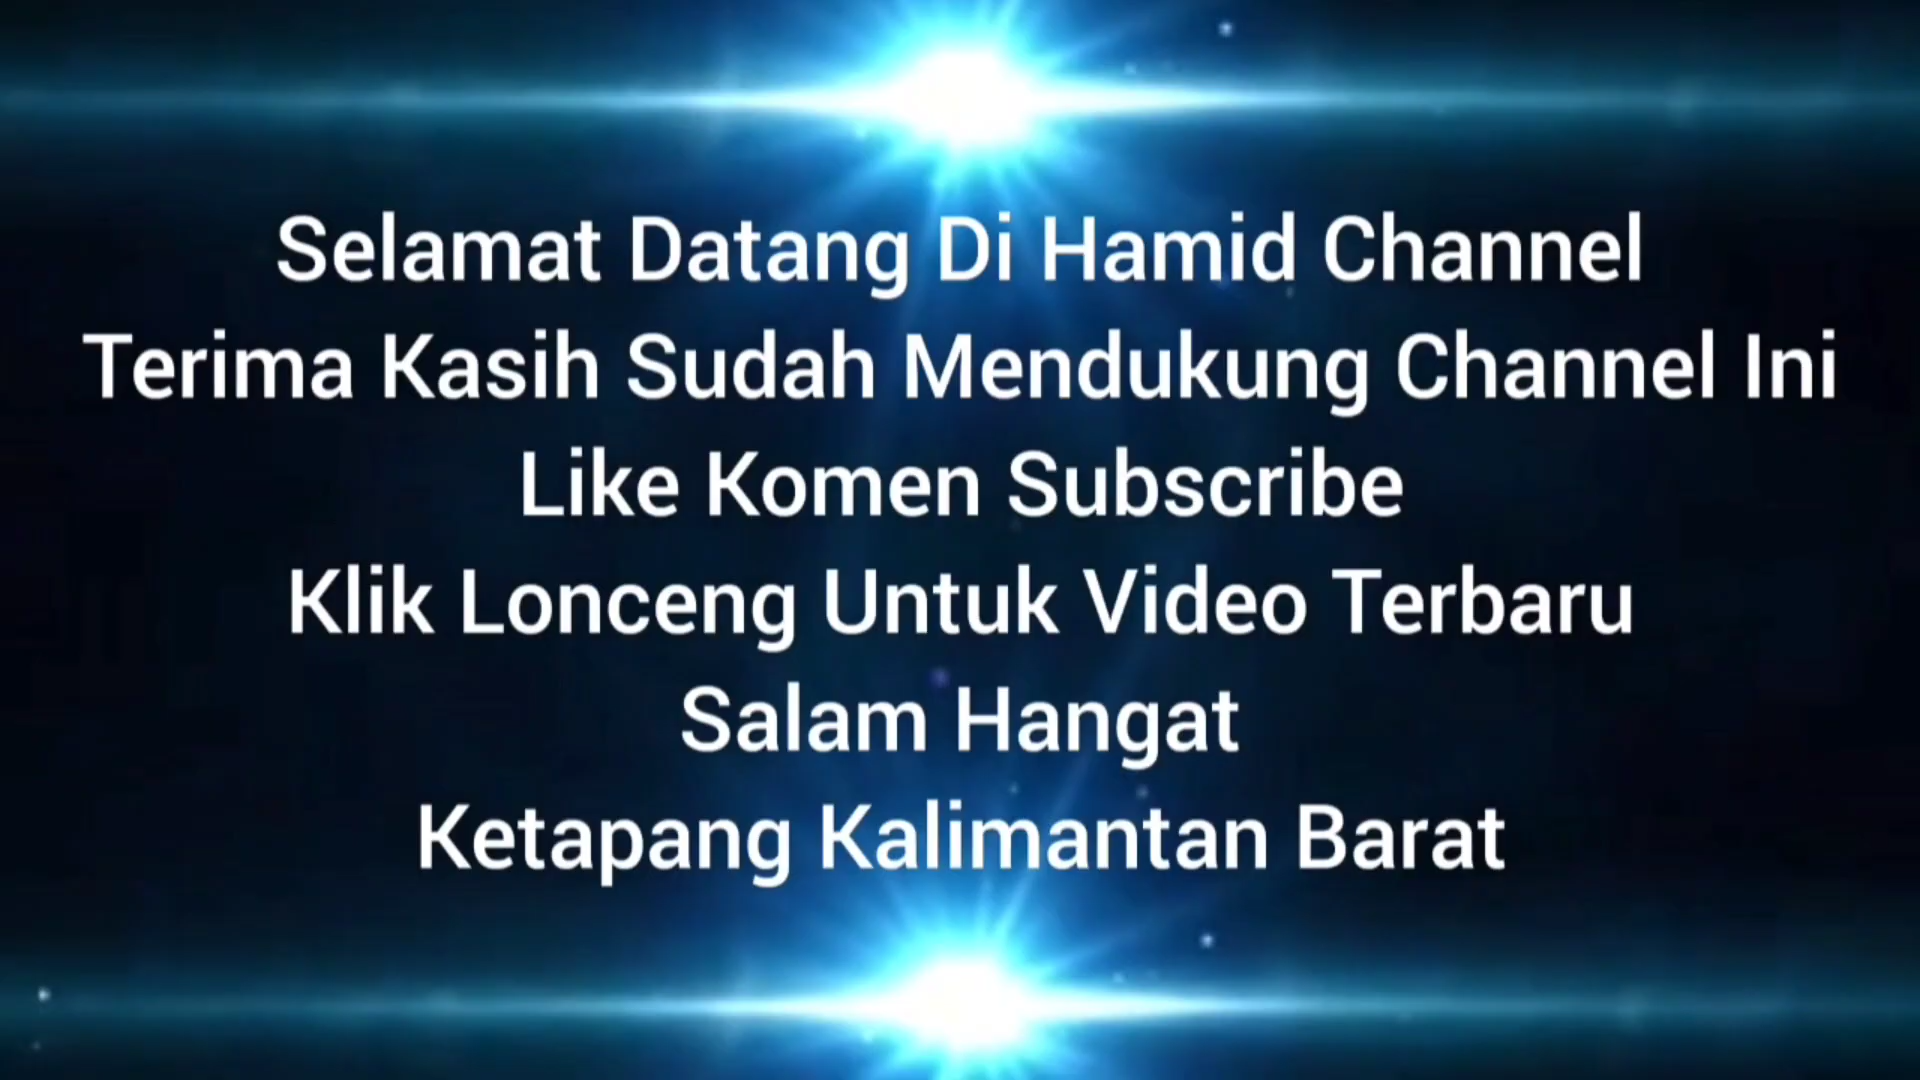 Selamat Datang Di Hamid Channel
Terima Kasih Sudah Mendukung Channel Ini
Like Komen Subscribe
Klik Lonceng Untuk Video Terbaru
Salam Hangat
Ketapang Kalimantan Barat